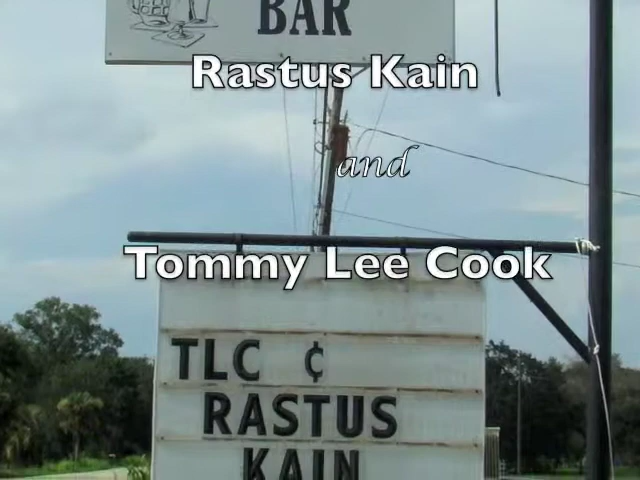 BAR
Rastus Kain
and
Tommy Lee Cook
TLC ¢
RASTUS
KAIN